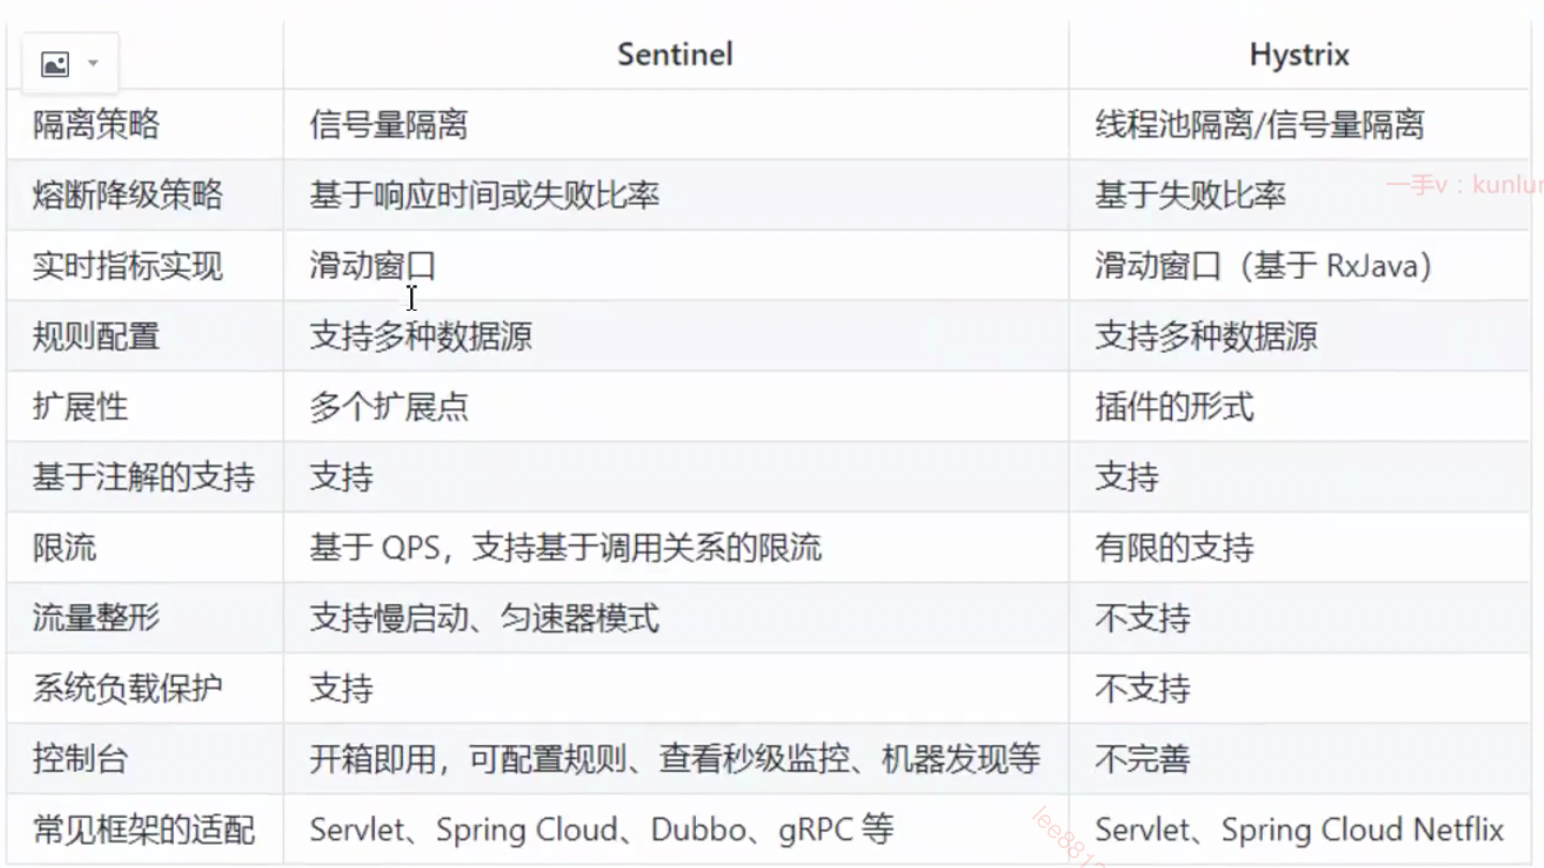 Sentinel Hystrix
隔离策略 信号量隔离 线程池隔离/信号量隔离
熔断降级策略 基于响应时间或失败比率 基于失败比率
一手v：kunlun
实时指标实现 滑动窗口 滑动窗口（基于 RxJava）
规则配置 支持多种数据源 支持多种数据源
扩展性 多个扩展点 插件的形式
基于注解的支持 支持 支持
限流 基于 QPS，支持基于调用关系的限流 有限的支持
流量整形 支持慢启动、匀速器模式 不支持
系统负载保护 支持 不支持
控制台 开箱即用，可配置规则、查看秒级监控、机器发现等 不完善
常见框架的适配 Servlet、Spring Cloud、Dubbo、gRPC 等 Servlet、Spring Cloud Netflix